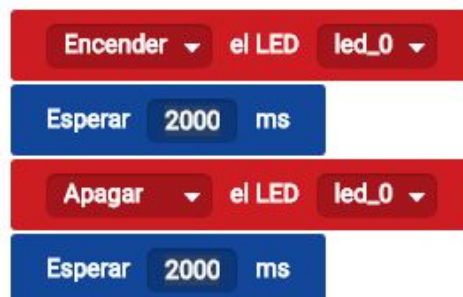 Encender el LED led_0
Esperar 2000 ms
Apagar el LED led_0
Esperar 2000 ms